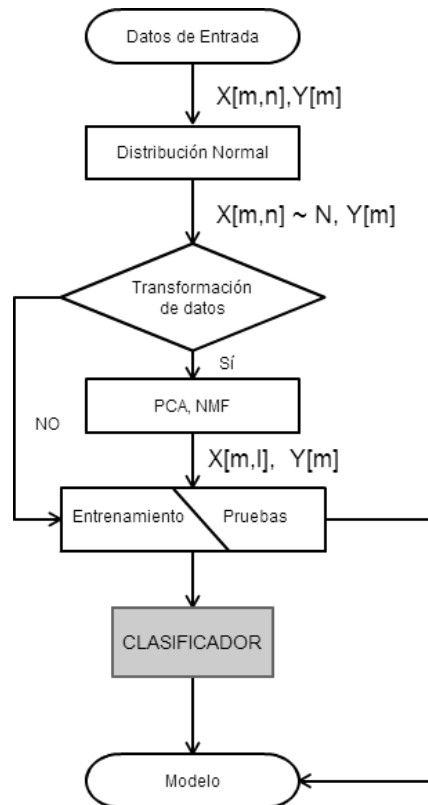 Datos de Entrada
X[m,n],Y[m]
Distribución Normal
X[m,n] ~ N, Y[m]
Transformación
de datos
Sí
PCA, NMF
NO
X[m,l], Y[m]
Entrenamiento
Pruebas
CLASIFICADOR
Modelo